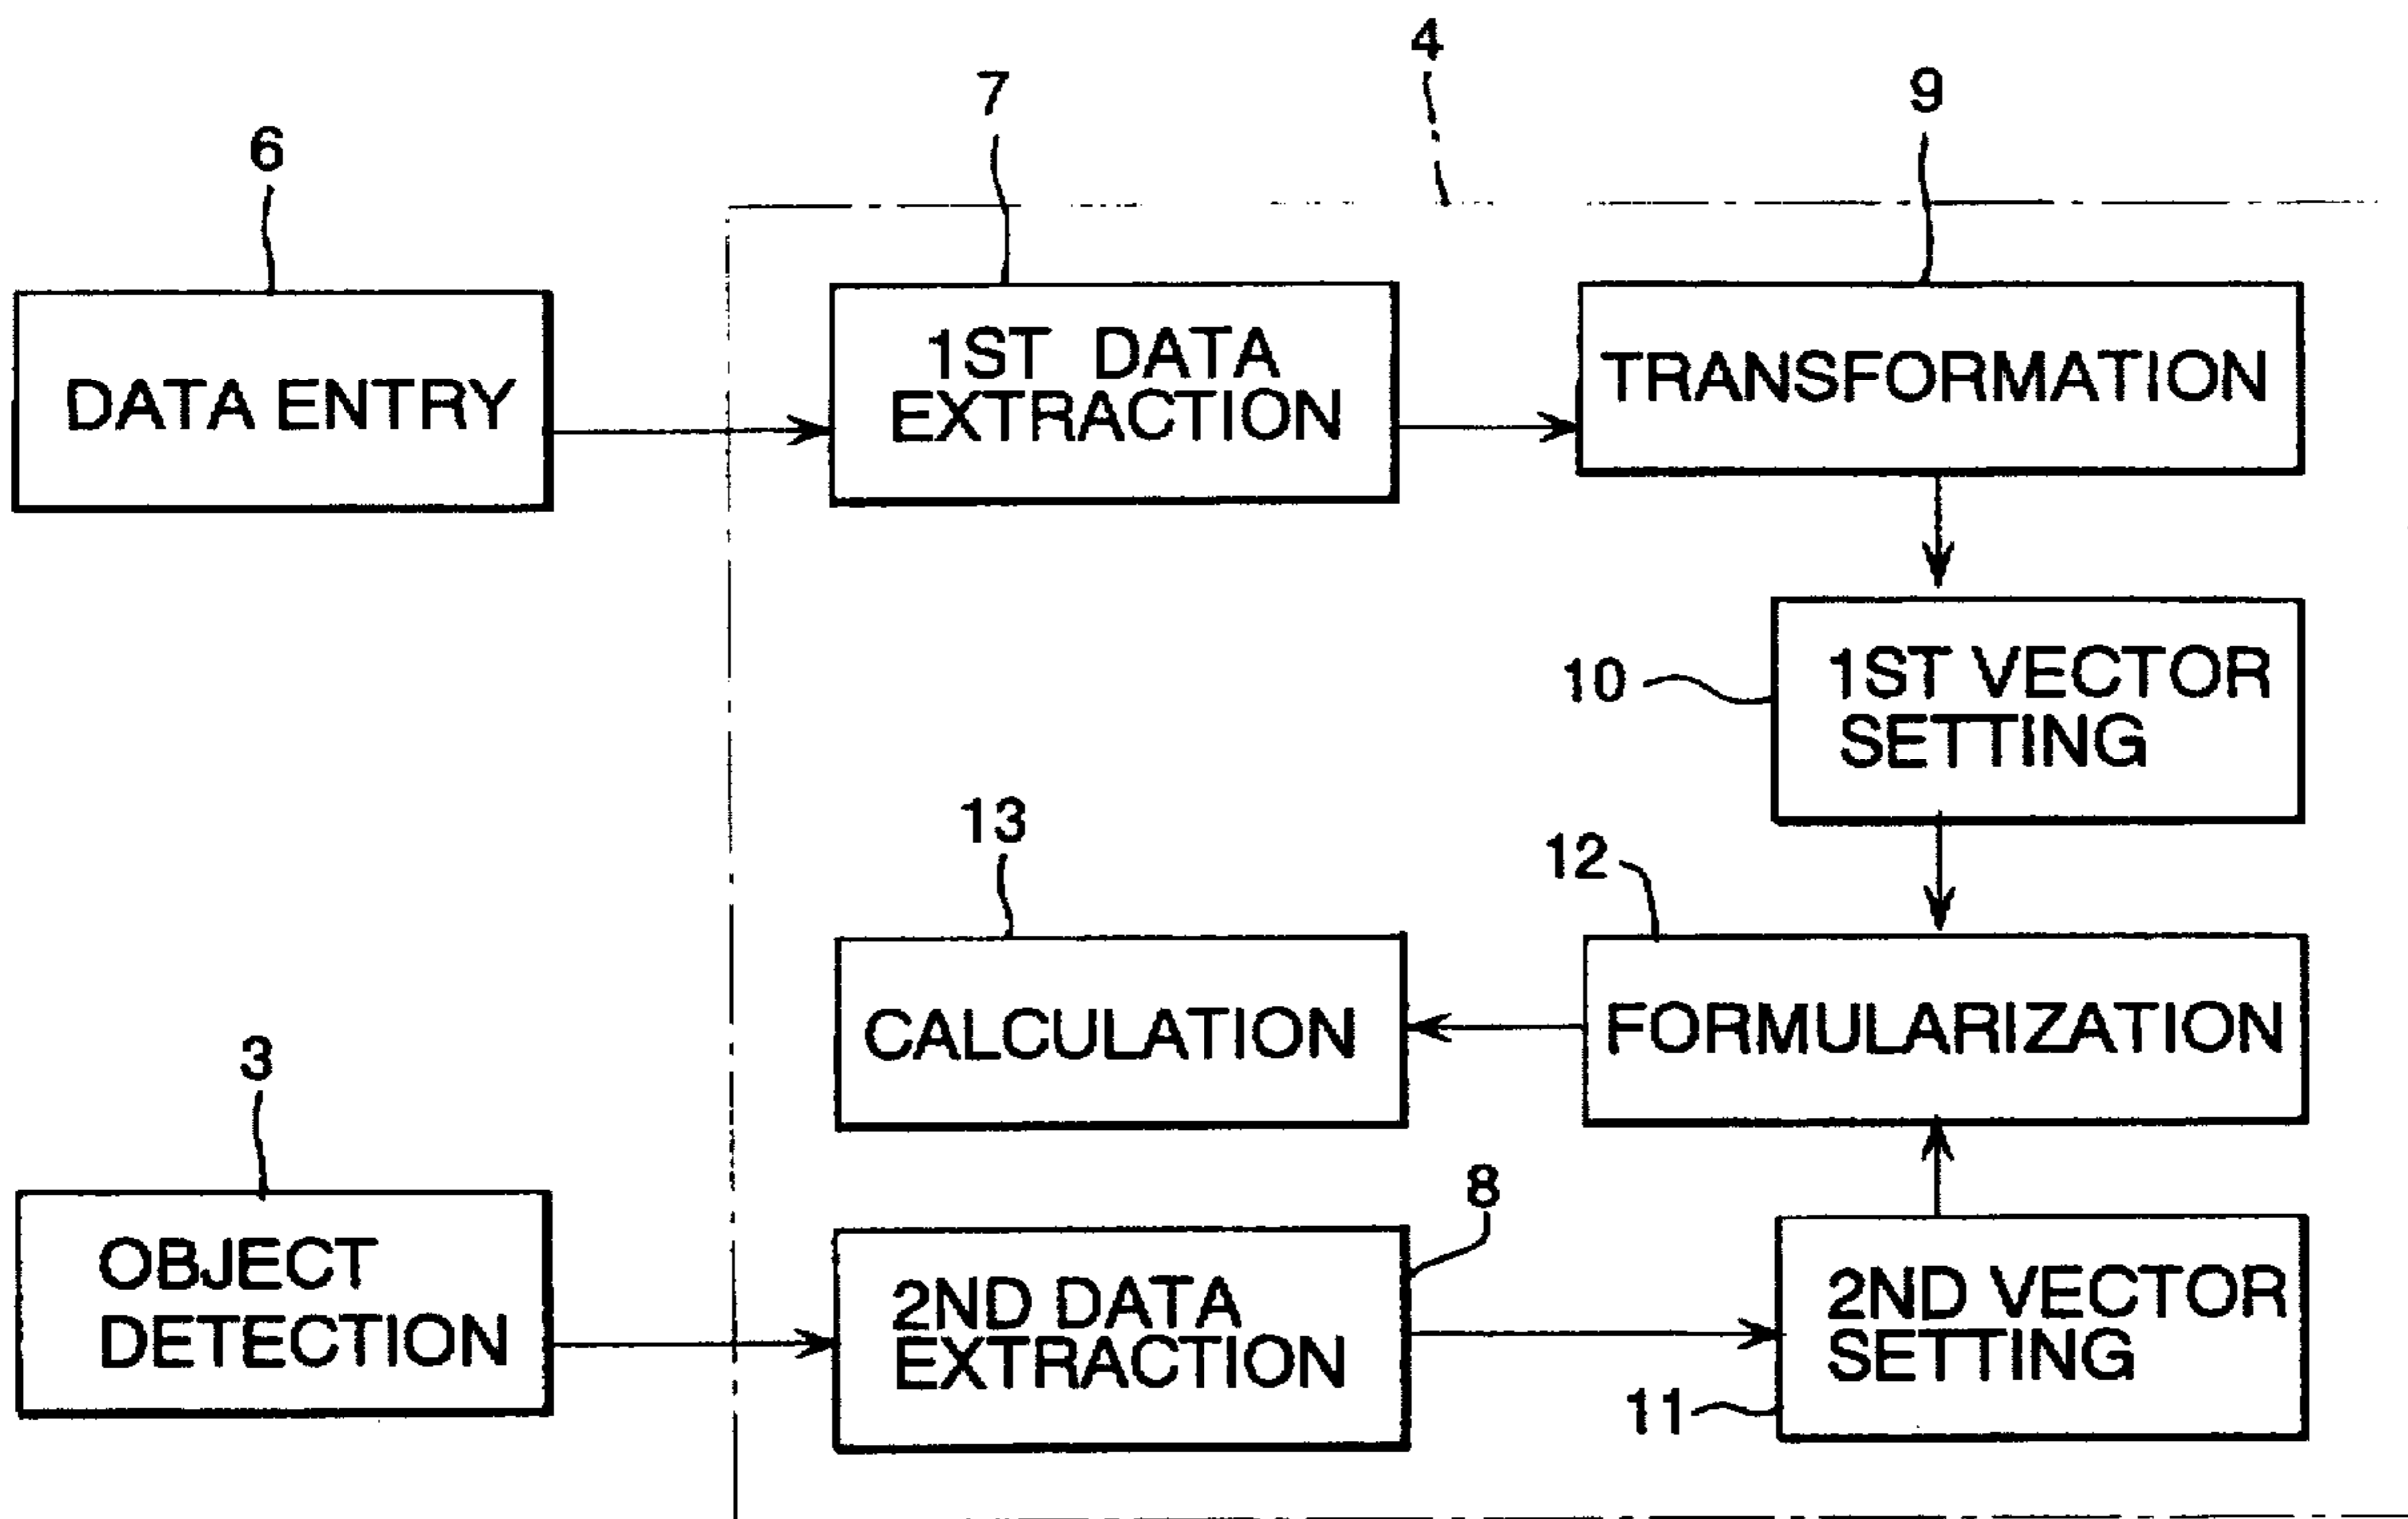 4
7
9
6
DATA ENTRY
1ST DATA
EXTRACTION
TRANSFORMATION
10
1ST VECTOR
SETTING
13
12
CALCULATION
FORMULARIZATION
3
8
OBJECT
DETECTION
2ND DATA
EXTRACTION
2ND VECTOR
SETTING
11